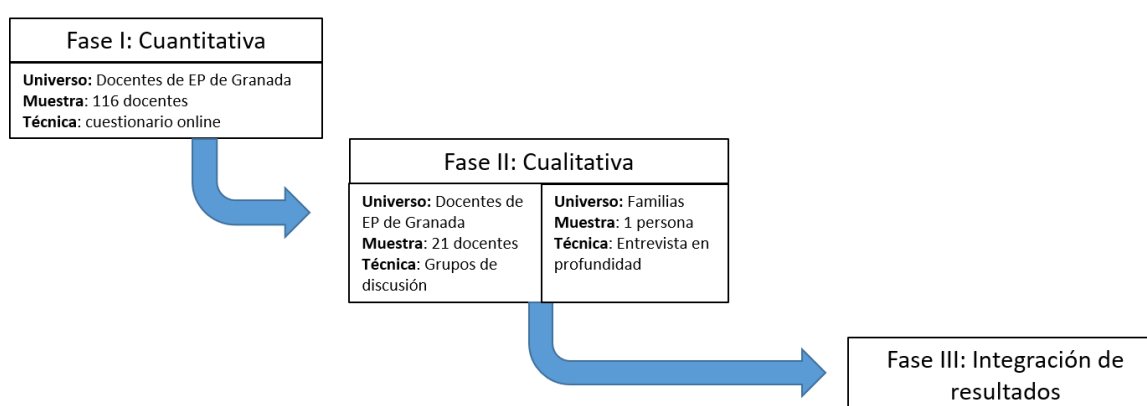 Fase I: Cuantitativa
Universo: Docentes de EP de Granada
Muestra: 116 docentes
Técnica: cuestionario online
Fase II: Cualitativa
Universo: Docentes de
EP de Granada
Muestra: 21 docentes
Técnica: Grupos de
discusión
Universo: Familias
Muestra: 1 persona
Técnica: Entrevista en
profundidad
Fase III: Integración de
resultados